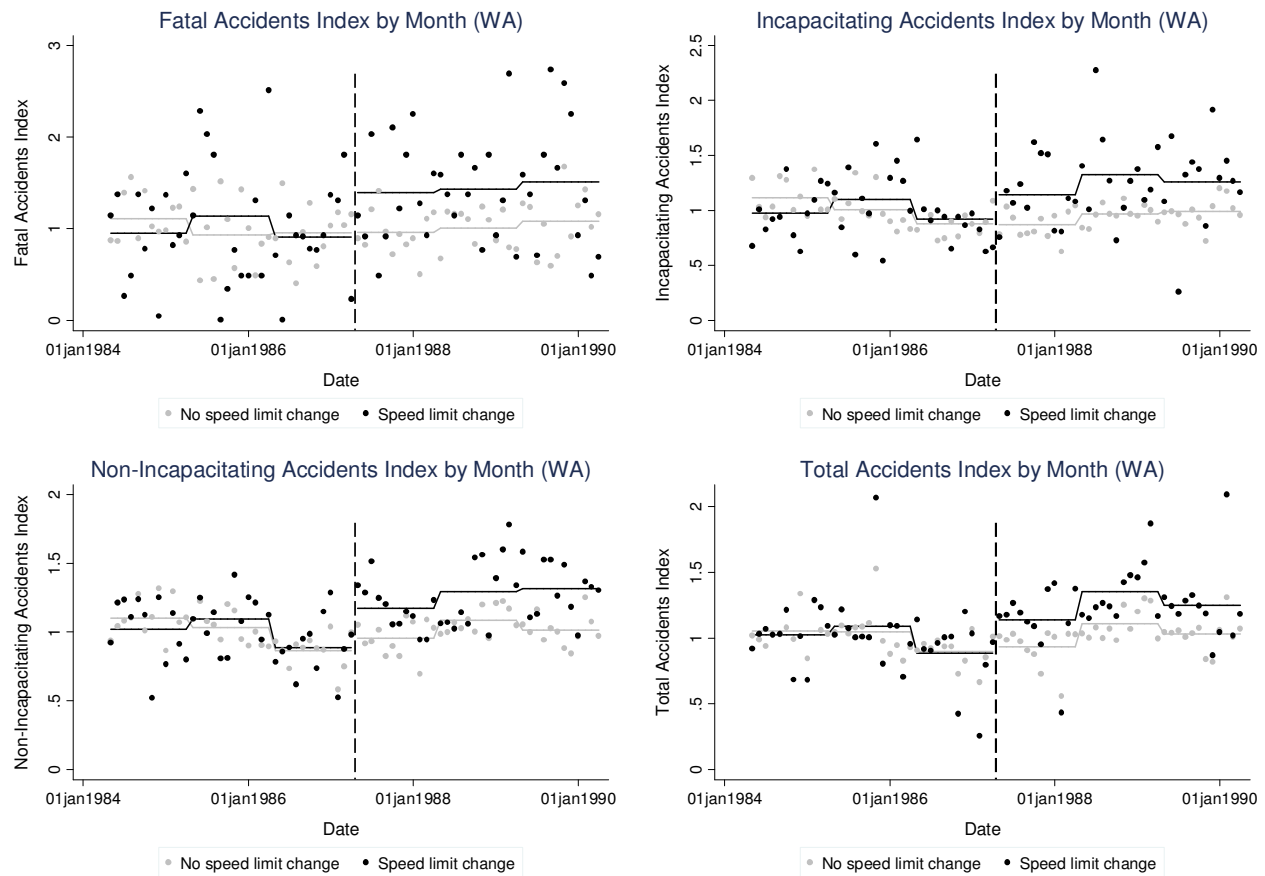 Fatal Accidents Index by Month (WA)
Fatal Accidents Index
3
2
1
0
01jan1984 01jan1986 01jan1988 01jan1990
Date
No speed limit change Speed limit change
Incapacitating Accidents Index by Month (WA)
Incapacitating Accidents Index
2.5
2
1.5
1
.5
0
01jan1984 01jan1986 01jan1988 01jan1990
Date
No speed limit change Speed limit change
Non-Incapacitating Accidents Index by Month (WA)
Non-Incapacitating Accidents Index
2
1.5
1
.5
0
01jan1984 01jan1986 01jan1988 01jan1990
Date
No speed limit change Speed limit change
Total Accidents Index by Month (WA)
Total Accidents Index
2
1.5
1
.5
0
01jan1984 01jan1986 01jan1988 01jan1990
Date
No speed limit change Speed limit change